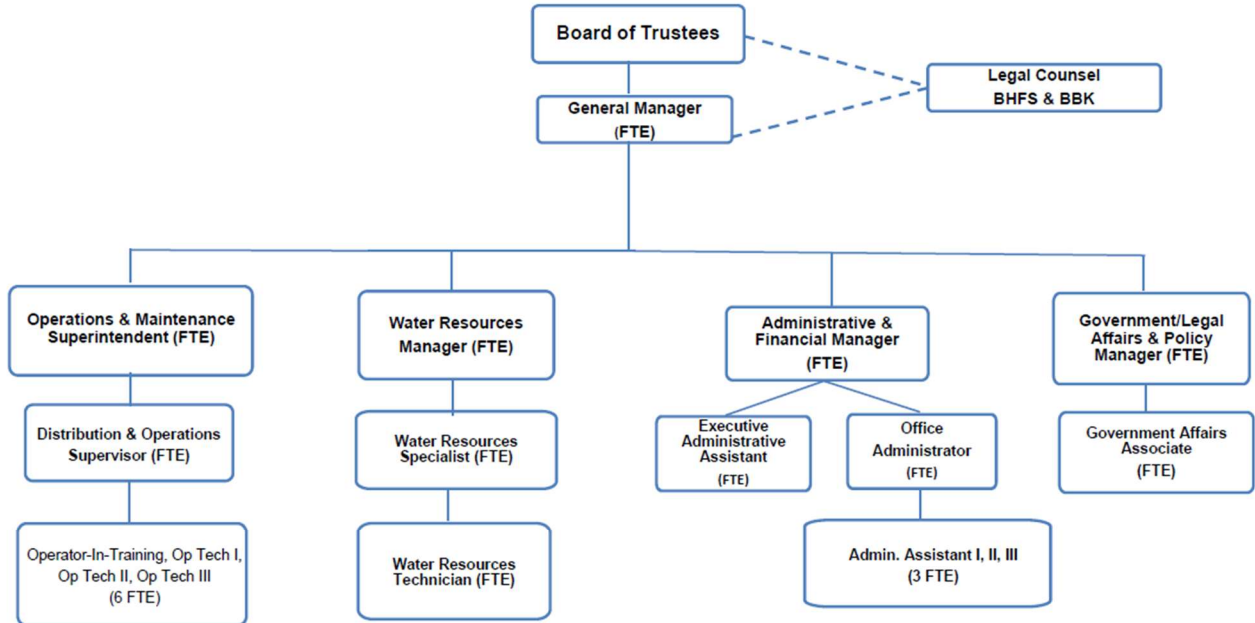 Board of Trustees
Legal Counsel
BHFS & BBK
General Manager
(FTE)
Operations & Maintenance
Superintendent (FTE)
Water Resources
Manager (FTE)
Administrative &
Financial Manager
(FTE)
Government/Legal
Affairs & Policy
Manager (FTE)
Distribution & Operations
Supervisor (FTE)
Water Resources
Specialist (FTE)
Executive
Administrative
Assistant
(FTE)
Office
Administrator
(FTE)
Government Affairs
Associate
(FTE)
Operator-In-Training, Op Tech I,
Op Tech II, Op Tech III
(6 FTE)
Water Resources
Technician (FTE)
Admin. Assistant I, II, III
(3 FTE)